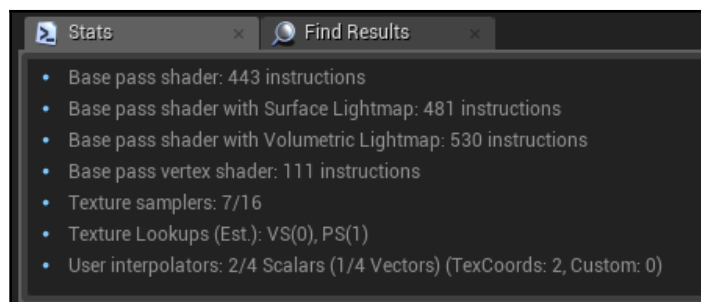 Stats
Find Results
Base pass shader: 443 instructions
Base pass shader with Surface Lightmap: 481 instructions
Base pass shader with Volumetric Lightmap: 530 instructions
Base pass vertex shader: 111 instructions
Texture samplers: 7/16
Texture Lookups (Est.): VS(0), PS(1)
User interpolators: 2/4 Scalars (1/4 Vectors) (TexCoords: 2, Custom: 0)